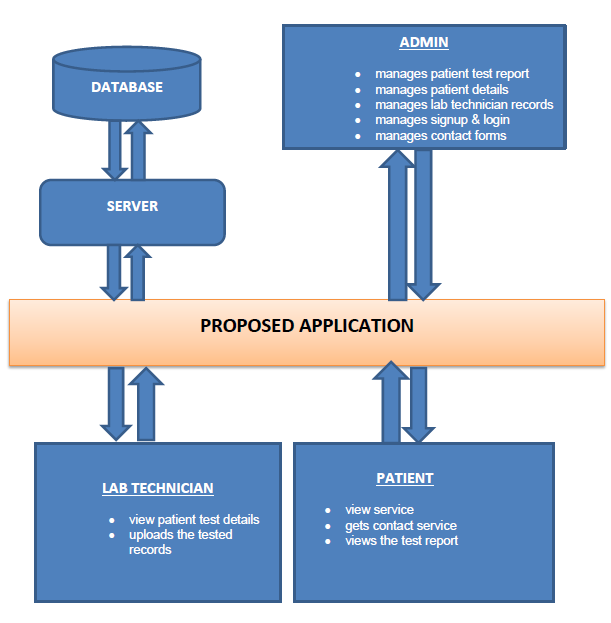 DATABASE
SERVER
ADMIN
● manages patient test report
● manages patient details
● manages lab technician records
● manages signup & login
● manages contact forms
PROPOSED APPLICATION
LAB TECHNICIAN
● view patient test details
● uploads the tested
records
PATIENT
● view service
● gets contact service
● views the test report